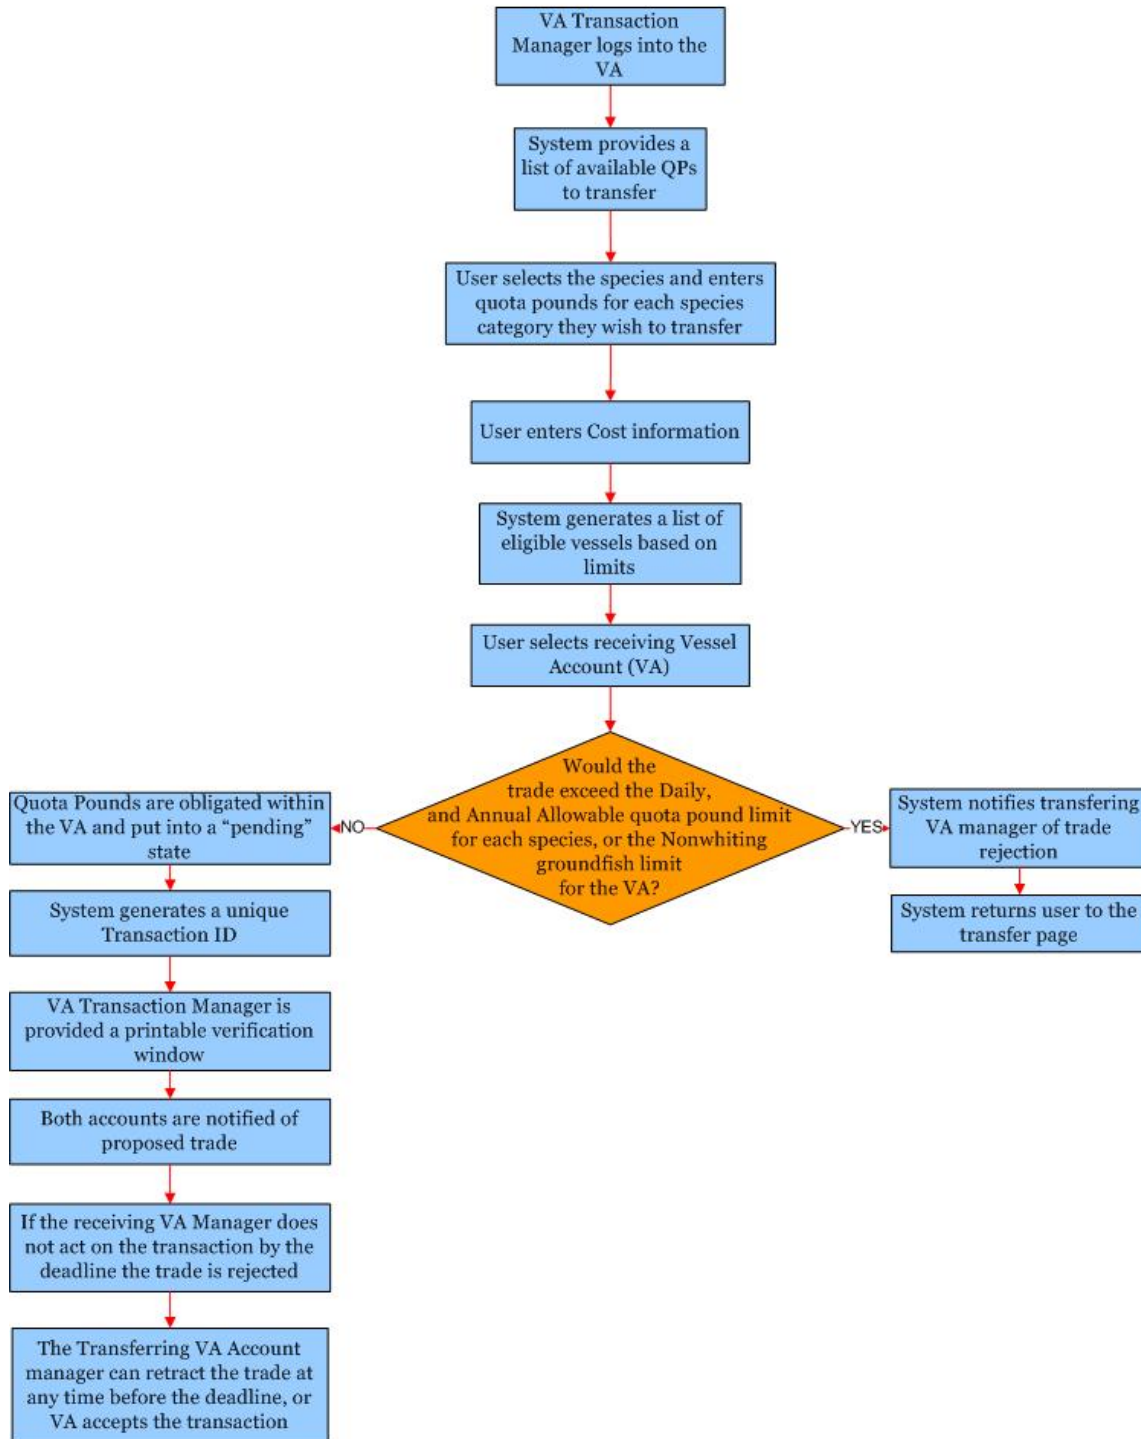 VA Transaction
Manager logs into the
VA
System provides a
list of available QPs
to transfer
User selects the species and enters
quota pounds for each species
category they wish to transfer
User enters Cost information
System generates a list of
eligible vessels based on
limits
User selects receiving Vessel
Account (VA)
Would the
trade exceed the Daily,
and Annual Allowable quota pound limit
for each species, or the Nonwhiting
groundfish limit
for the VA?
NO
YES
Quota Pounds are obligated within
the VA and put into a “pending”
state
System generates a unique
Transaction ID
VA Transaction Manager is
provided a printable verification
window
Both accounts are notified of
proposed trade
If the receiving VA Manager does
not act on the transaction by the
deadline the trade is rejected
The Transferring VA Account
manager can retract the trade at
any time before the deadline, or
VA accepts the transaction
System notifies transfering
VA manager of trade
rejection
System returns user to the
transfer page